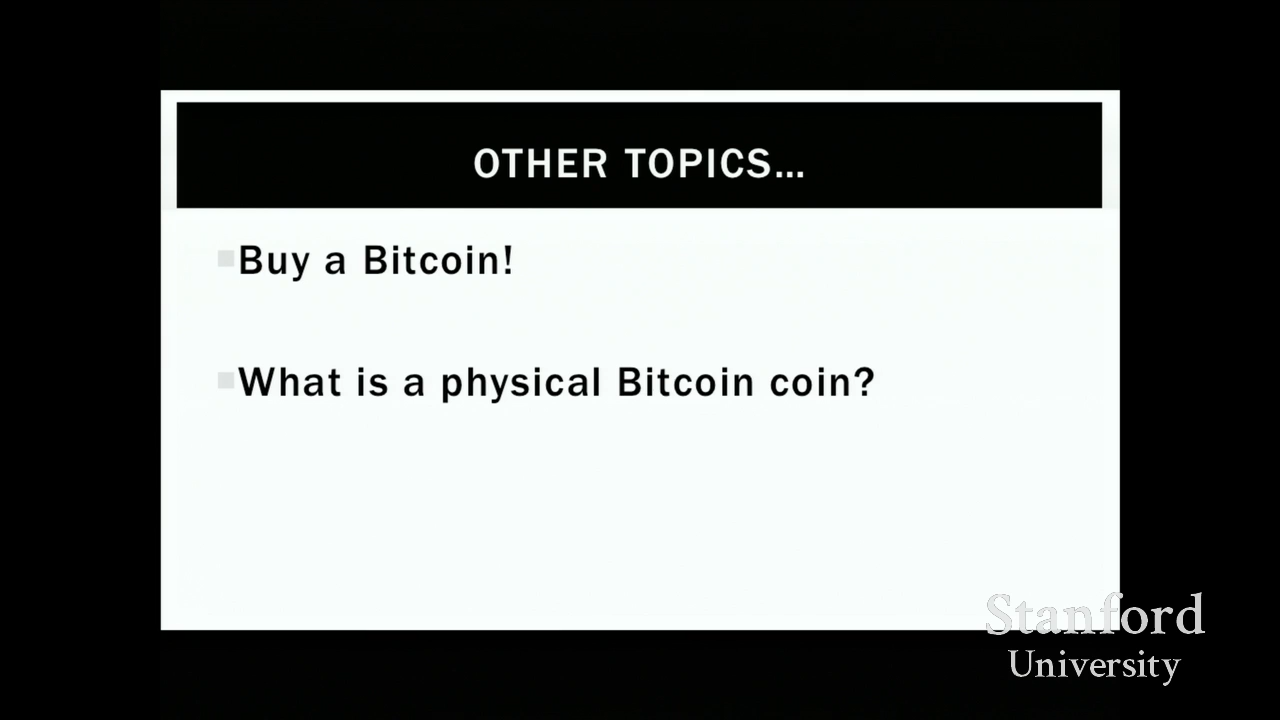 OTHER TOPICS...
Buy a Bitcoin!
What is a physical Bitcoin coin?
Stanford
University